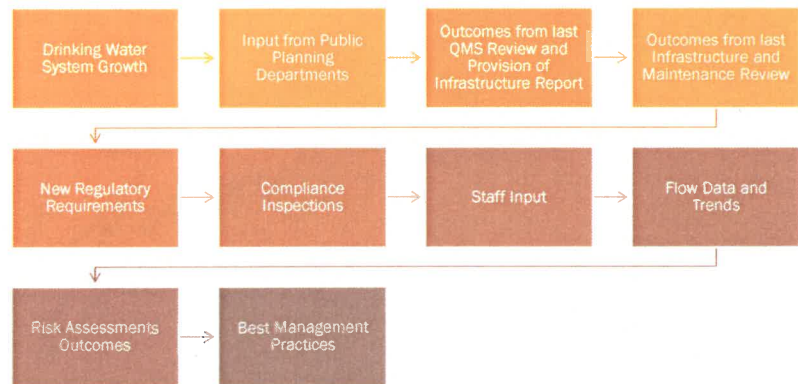 Drinking Water
System Growth
Input from Public
Planning
Departments
Outcomes from last
QMS Review and
Provision of
Infrastructure Report
Outcomes from last
Infrastructure and
Maintenance Review
New Regulatory
Requirements
Compliance
Inspections
Staff Input
Flow Data and
Trends
Risk Assessments
Outcomes
Best Management
Practices